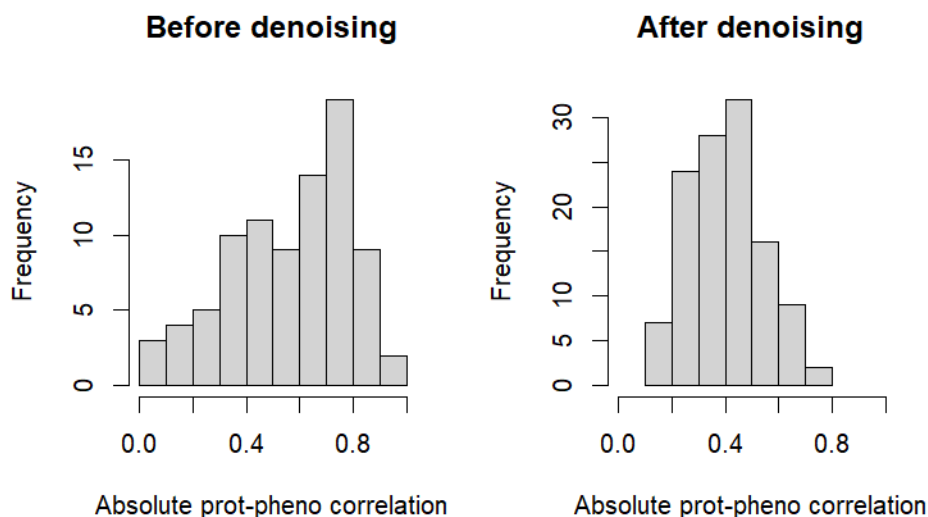 Before denoising
Frequency
0
5
10
15
0.0
0.4
0.8
Absolute prot-pheno correlation
After denoising
Frequency
0
5
10
20
30
0.0
0.4
0.8
Absolute prot-pheno correlation